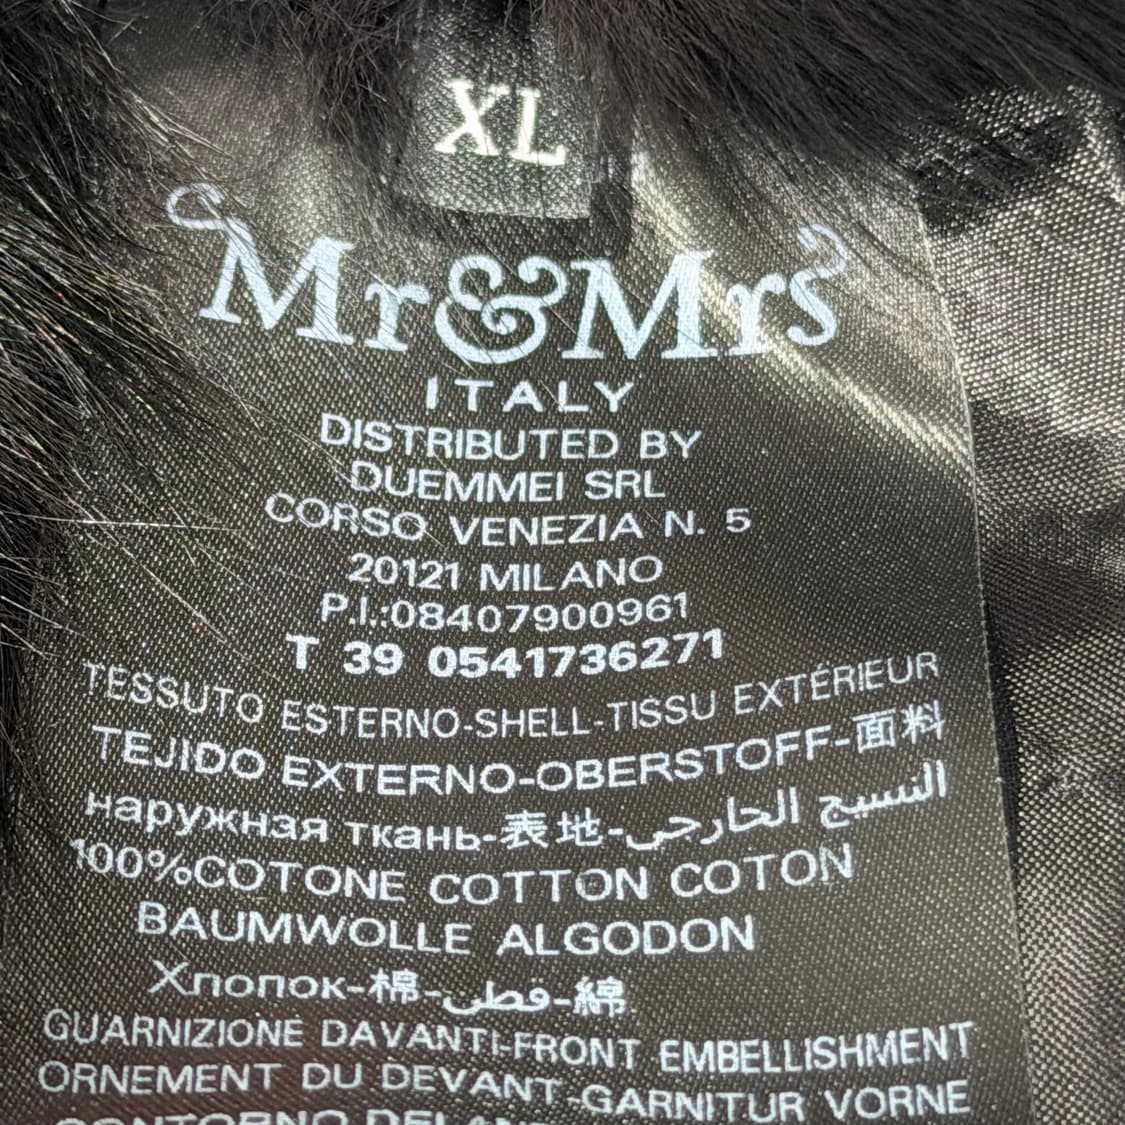 XL
Mr&Mrs
ITALY
DISTRIBUTED BY
DUEMMEI SRL
CORSO VENEZIA N. 5
20121 MILANO
P.I.:08407900961
T 39 0541736271
TESSUTO ESTERNO-SHELL-TISSU EXTÉRIEUR
TEJIDO EXTERNO-OBERSTOFF-面料
наружная ткань-表地-النسيج الخارجي
100%COTONE COTTON COTON
BAUMWOLLE ALGODON
Хлопок-棉-قطن-綿
GUARNIZIONE DAVANTI-FRONT EMBELLISHMENT
ORNEMENT DU DEVANT-GARNITUR VORNE
CONTORNO